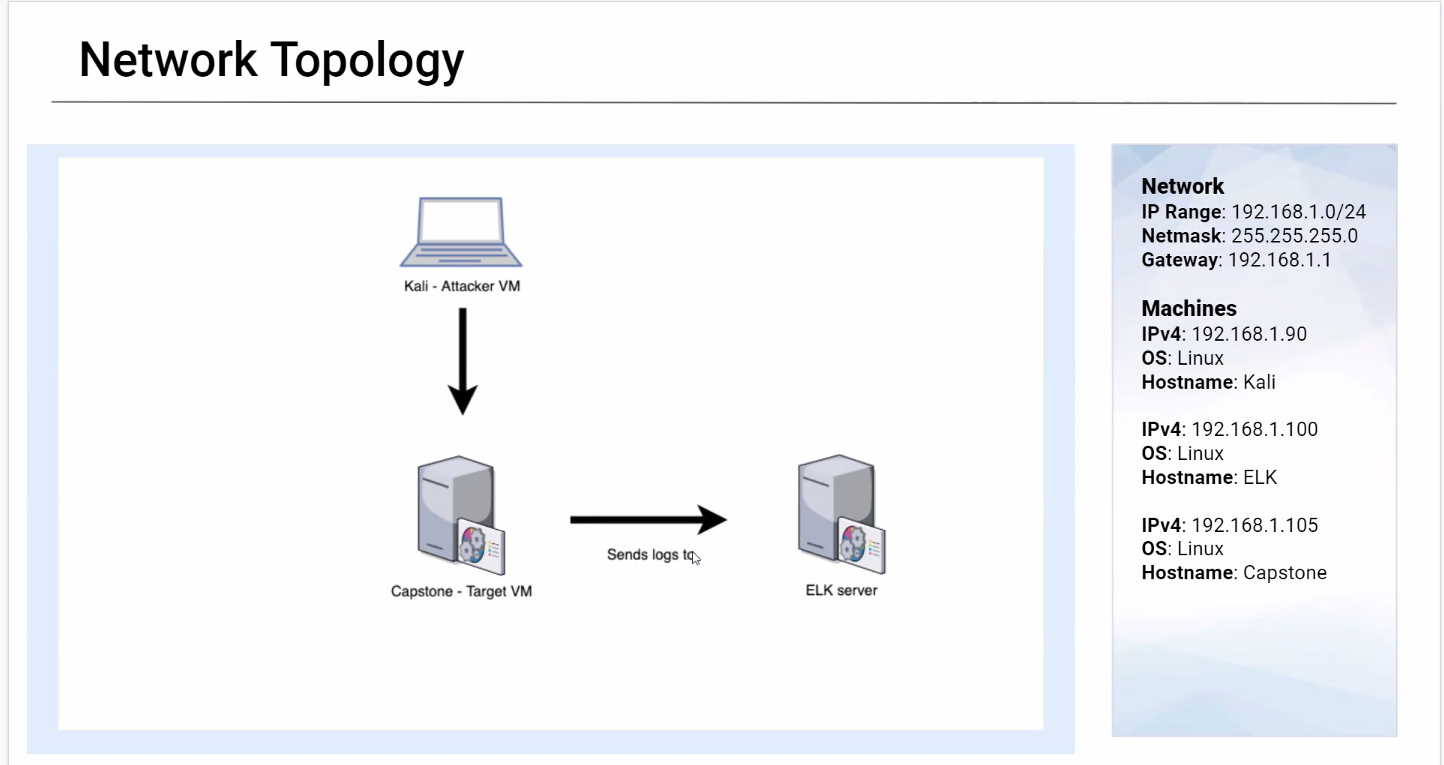 Network Topology
Kali - Attacker VM
Capstone - Target VM
Sends logs to
ELK server
Network
IP Range: 192.168.1.0/24
Netmask: 255.255.255.0
Gateway: 192.168.1.1
Machines
IPv4: 192.168.1.90
OS: Linux
Hostname: Kali
IPv4: 192.168.1.100
OS: Linux
Hostname: ELK
IPv4: 192.168.1.105
OS: Linux
Hostname: Capstone